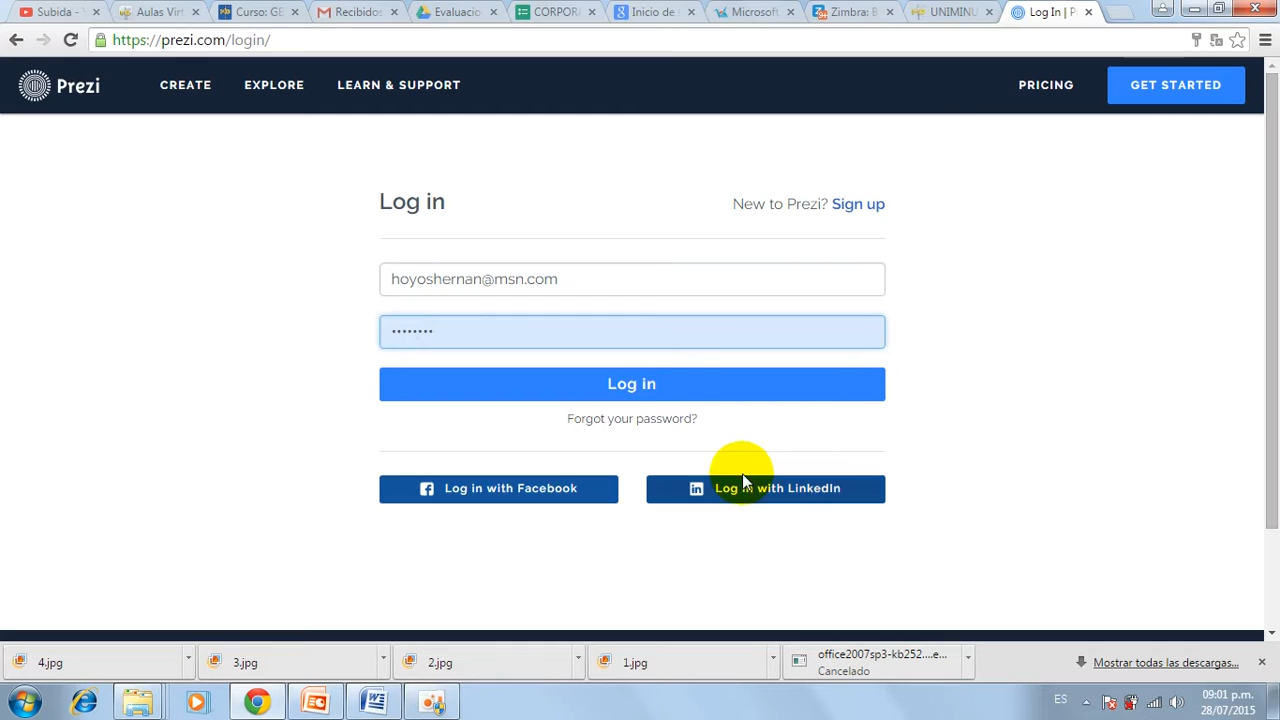 Subida -
Aulas Virt
Curso: GE
Recibidos
Evaluacio
CORPOR
Inicio de
Microsoft
Zimbra: B
UNIMINU
Log In | P
https://prezi.com/login/
Prezi
CREATE
EXPLORE
LEARN & SUPPORT
PRICING
GET STARTED
Log in
New to Prezi? Sign up
hoyoshernan@msn.com
••••••••
Log in
Forgot your password?
Log in with Facebook
Log in with LinkedIn
4.jpg
3.jpg
2.jpg
1.jpg
office2007sp3-kb252....e...
Cancelado
Mostrar todas las descargas...
ES
09:01 p.m.
28/07/2015